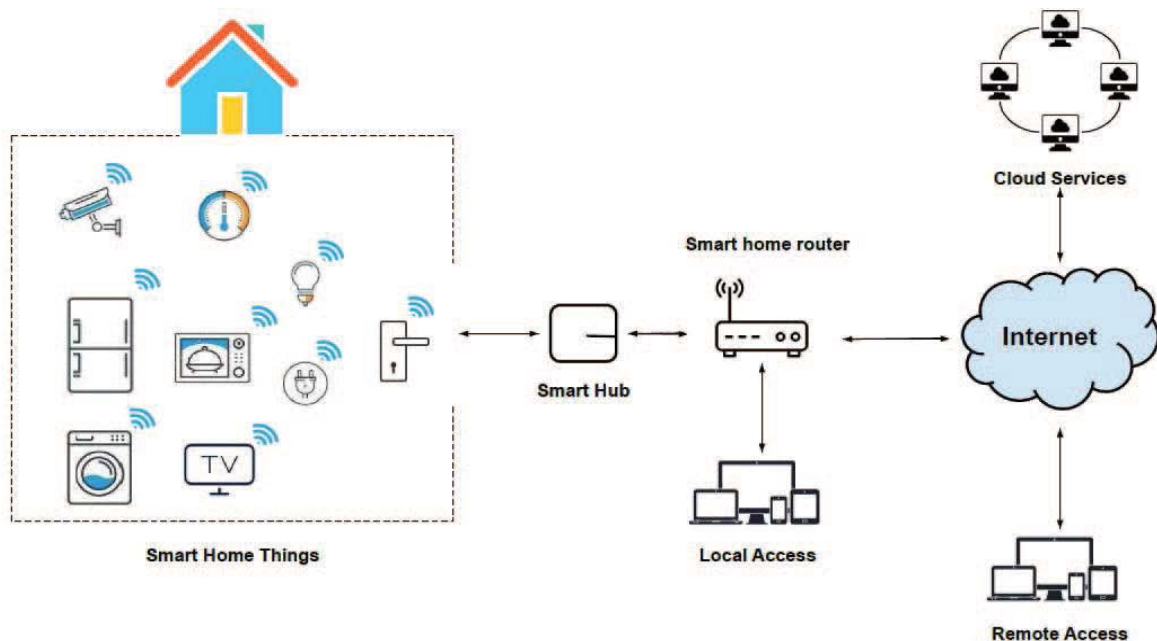 Cloud Services
Smart home router
Internet
Smart Hub
TV
Smart Home Things
Local Access
Remote Access